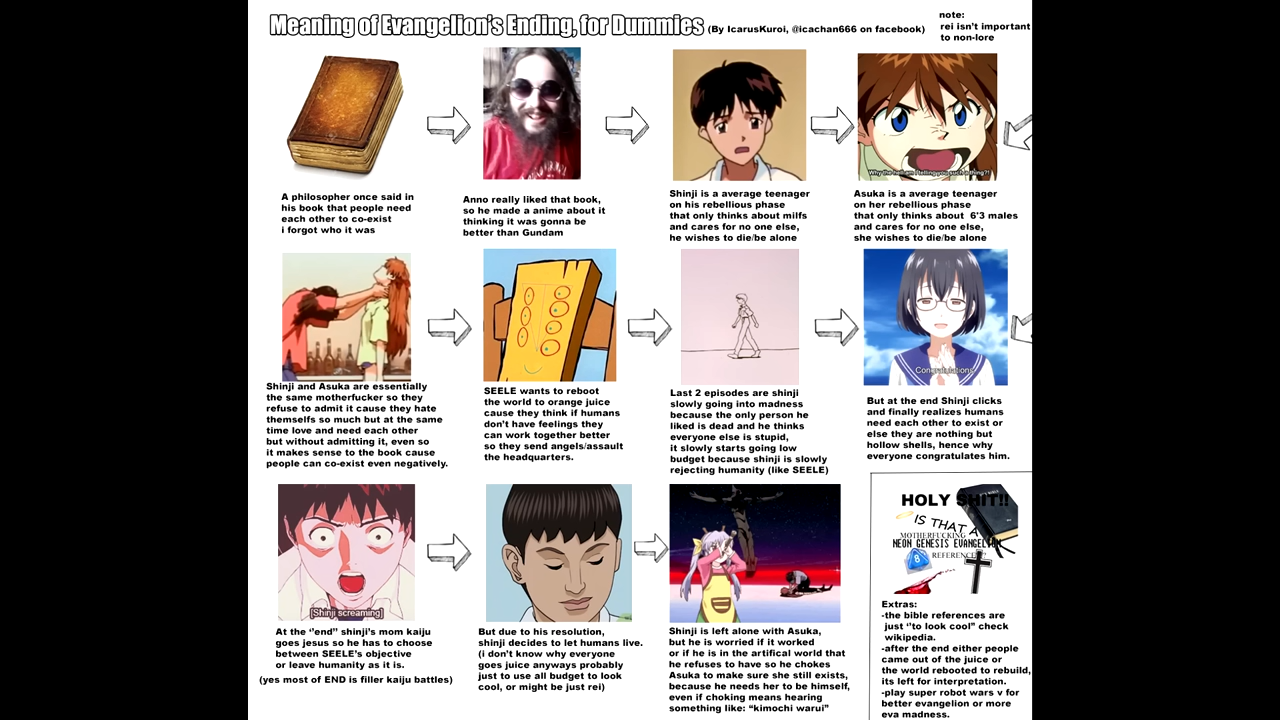 Meaning of Evangelion's Ending, for Dummies (By IcarusKuroi, @icachan666 on facebook)
note:
rei isn't important
to non-lore
A philosopher once said in
his book that people need
each other to co-exist
i forgot who it was
Anno really liked that book,
so he made a anime about it
thinking it was gonna be
better than Gundam
Shinji is a average teenager
on his rebellious phase
that only thinks about milfs
and cares for no one else,
he wishes to die/be alone
Why the hell am I telling you such a thing?!
Asuka is a average teenager
on her rebellious phase
that only thinks about 6'3 males
and cares for no one else,
she wishes to die/be alone
Shinji and Asuka are essentially
the same motherfucker so they
refuse to admit it cause they hate
themselfs so much but at the same
time love and need each other
but without admitting it, even so
it makes sense to the book cause
people can co-exist even negatively.
SEELE wants to reboot
the world to orange juice
cause they think if humans
don't have feelings they
can work together better
so they send angels/assault
the headquarters.
Last 2 episodes are shinji
slowly going into madness
because the only person he
liked is dead and he thinks
everyone else is stupid,
it slowly starts going low
budget because shinji is slowly
rejecting humanity (like SEELE)
Congratulations.
But at the end Shinji clicks
and finally realizes humans
need each other to exist or
else they are nothing but
hollow shells, hence why
everyone congratulates him.
[Shinji screaming]
At the ''end'' shinji's mom kaiju
goes jesus so he has to choose
between SEELE's objective
or leave humanity as it is.
(yes most of END is filler kaiju battles)
But due to his resolution,
shinji decides to let humans live.
(i don't know why everyone
goes juice anyways probably
just to use all budget to look
cool, or might be just rei)
Shinji is left alone with Asuka,
but he is worried if it worked
or if he is in the artifical world that
he refuses to have so he chokes
Asuka to make sure she still exists,
because he needs her to be himself,
even if choking means hearing
something like: "kimochi warui"
HOLY SHIT!!
IS THAT A
MOTHERFUCKING
NEON GENESIS EVANGELION
REFERENCE??
8
Extras:
-the bible references are
just ''to look cool'' check
wikipedia.
-after the end either people
came out of the juice or
the world rebooted to rebuild,
its left for interpretation.
-play super robot wars v for
better evangelion or more
eva madness.